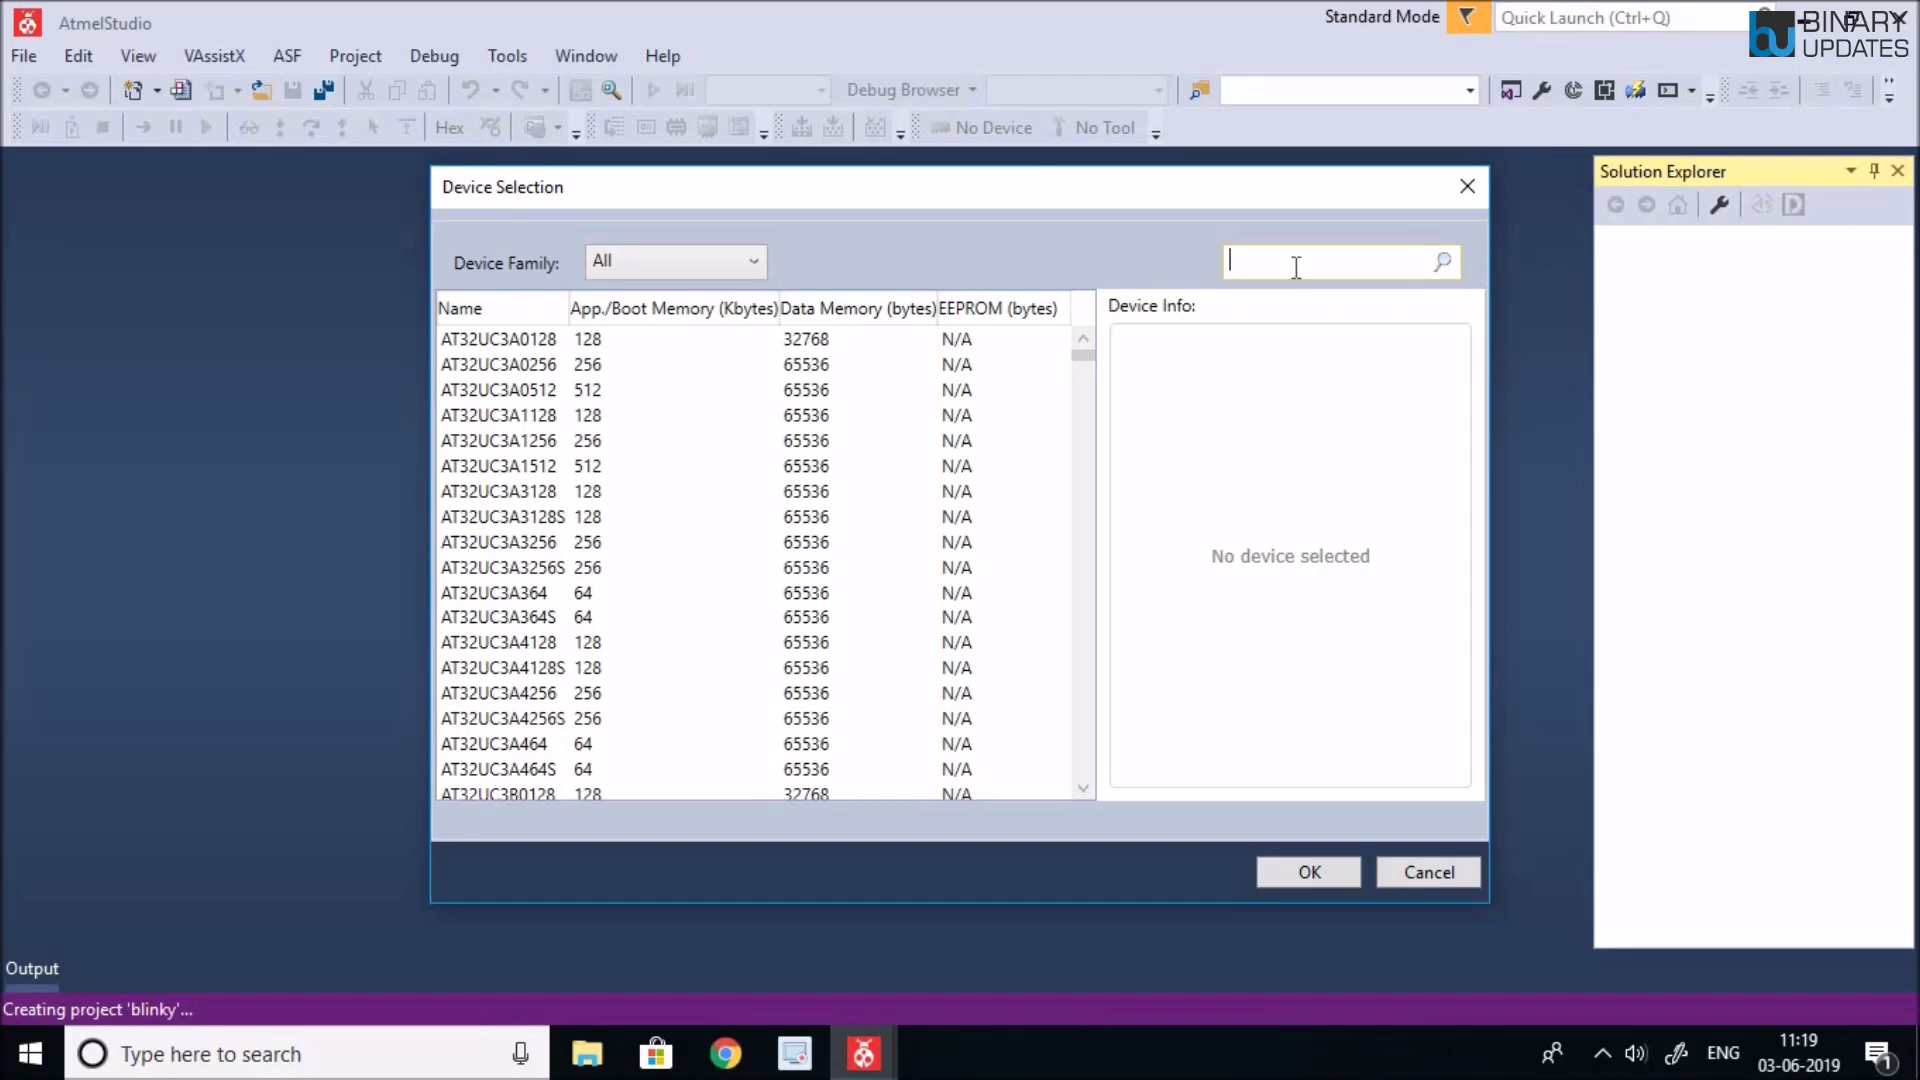 AtmelStudio
Standard Mode
Quick Launch (Ctrl+Q)
BINARY
UPDATES
File Edit View VAssistX ASF Project Debug Tools Window Help
Debug Browser
Hex
No Device
No Tool
Device Selection
Device Family: All
Name App./Boot Memory (Kbytes) Data Memory (bytes) EEPROM (bytes)
AT32UC3A0128 128 32768 N/A
AT32UC3A0256 256 65536 N/A
AT32UC3A0512 512 65536 N/A
AT32UC3A1128 128 65536 N/A
AT32UC3A1256 256 65536 N/A
AT32UC3A1512 512 65536 N/A
AT32UC3A3128 128 65536 N/A
AT32UC3A3128S 128 65536 N/A
AT32UC3A3256 256 65536 N/A
AT32UC3A3256S 256 65536 N/A
AT32UC3A364 64 65536 N/A
AT32UC3A364S 64 65536 N/A
AT32UC3A4128 128 65536 N/A
AT32UC3A4128S 128 65536 N/A
AT32UC3A4256 256 65536 N/A
AT32UC3A4256S 256 65536 N/A
AT32UC3A464 64 65536 N/A
AT32UC3A464S 64 65536 N/A
AT32UC3B0128 128 32768 N/A
Device Info:
No device selected
OK Cancel
Solution Explorer
Output
Creating project 'blinky'...
Type here to search
ENG
11:19
03-06-2019
1